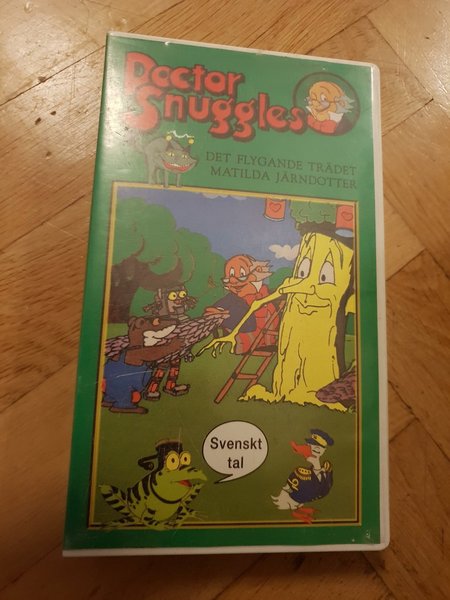 Doctor
Snuggles
DET FLYGANDE TRÄDET
MATILDA JÄRNDOTTER
Svenskt
tal